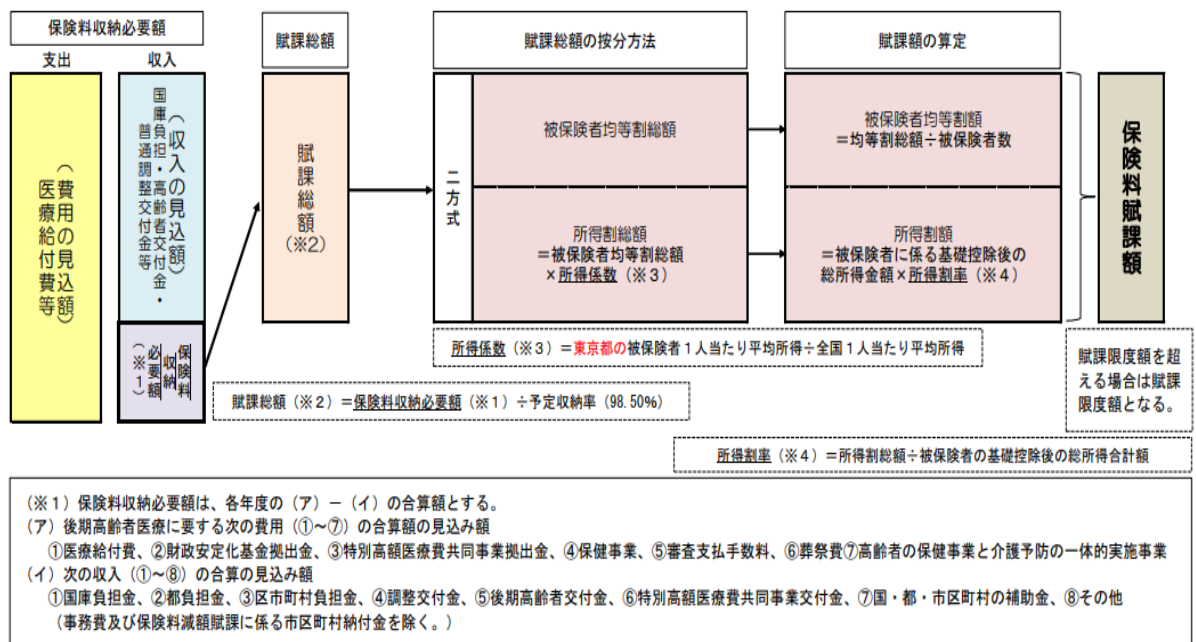 保険料収納必要額
支出
収入
（費用の見込額）
医療給付費等
（収入の見込額）
国庫負担・高齢者交付金・
普通調整交付金等
保険料
収納
必要額
（※１）
賦課総額
賦課総額
（※２）
賦課総額の按分方法
二方式
被保険者均等割総額
所得割総額
＝被保険者均等割総額
×所得係数（※３）
賦課額の算定
被保険者均等割額
＝均等割総額÷被保険者数
所得割額
＝被保険者に係る基礎控除後の
総所得金額×所得割率（※４）
保険料賦課額
所得係数（※３）＝東京都の被保険者１人当たり平均所得÷全国１人当たり平均所得
賦課総額（※２）＝保険料収納必要額（※１）÷予定収納率（98.50％）
賦課限度額を超
える場合は賦課
限度額となる。
所得割率（※４）＝所得割総額÷被保険者の基礎控除後の総所得合計額
（※１）保険料収納必要額は、各年度の（ア）－（イ）の合算額とする。
（ア）後期高齢者医療に要する次の費用（①～⑦）の合算額の見込み額
①医療給付費、②財政安定化基金拠出金、③特別高額医療費共同事業拠出金、④保健事業、⑤審査支払手数料、⑥葬祭費⑦高齢者の保健事業と介護予防の一体的実施事業
（イ）次の収入（①～⑧）の合算の見込み額
①国庫負担金、②都負担金、③区市町村負担金、④調整交付金、⑤後期高齢者交付金、⑥特別高額医療費共同事業交付金、⑦国・都・市区町村の補助金、⑧その他
（事務費及び保険料減額賦課に係る市区町村納付金を除く。）